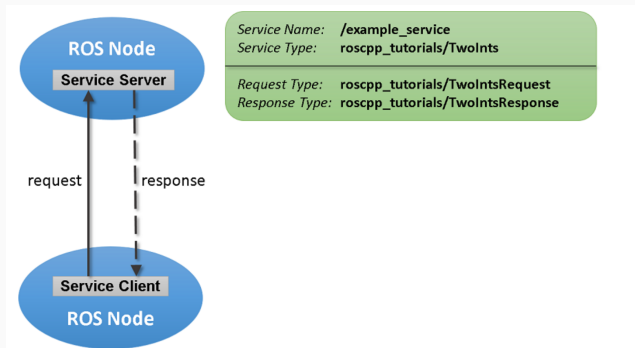 ROS Node
Service Server
Service Name: /example_service
Service Type: roscpp_tutorials/TwoInts
Request Type: roscpp_tutorials/TwoIntsRequest
Response Type: roscpp_tutorials/TwoIntsResponse
request
response
Service Client
ROS Node